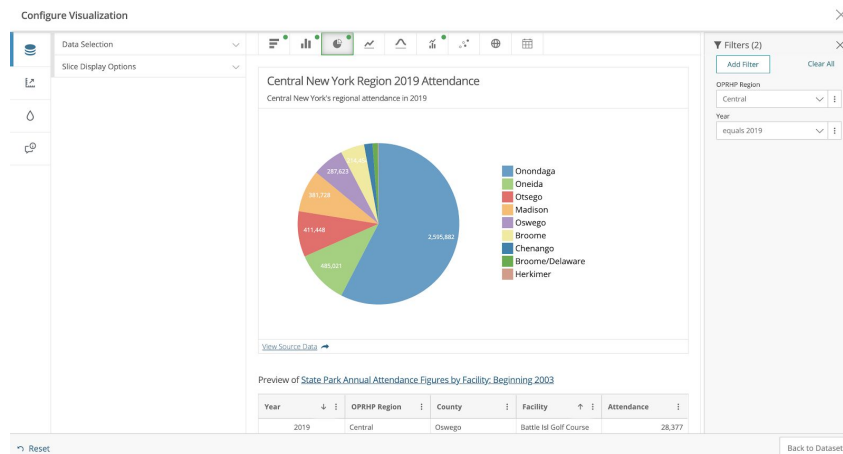 Configure Visualization
Data Selection
Slice Display Options
Central New York Region 2019 Attendance
Central New York's regional attendance in 2019
287,623
381,728
411,448
485,021
2,595,882
Onondaga
Oneida
Otsego
Madison
Oswego
Broome
Chenango
Broome/Delaware
Herkimer
View Source Data
Preview of State Park Annual Attendance Figures by Facility: Beginning 2003
Year OPRHP Region County Facility Attendance
2019 Central Oswego Battle Isl Golf Course 28,377
Filters (2)
Add Filter Clear All
OPRHP Region
Central
Year
equals 2019
Reset
Back to Dataset